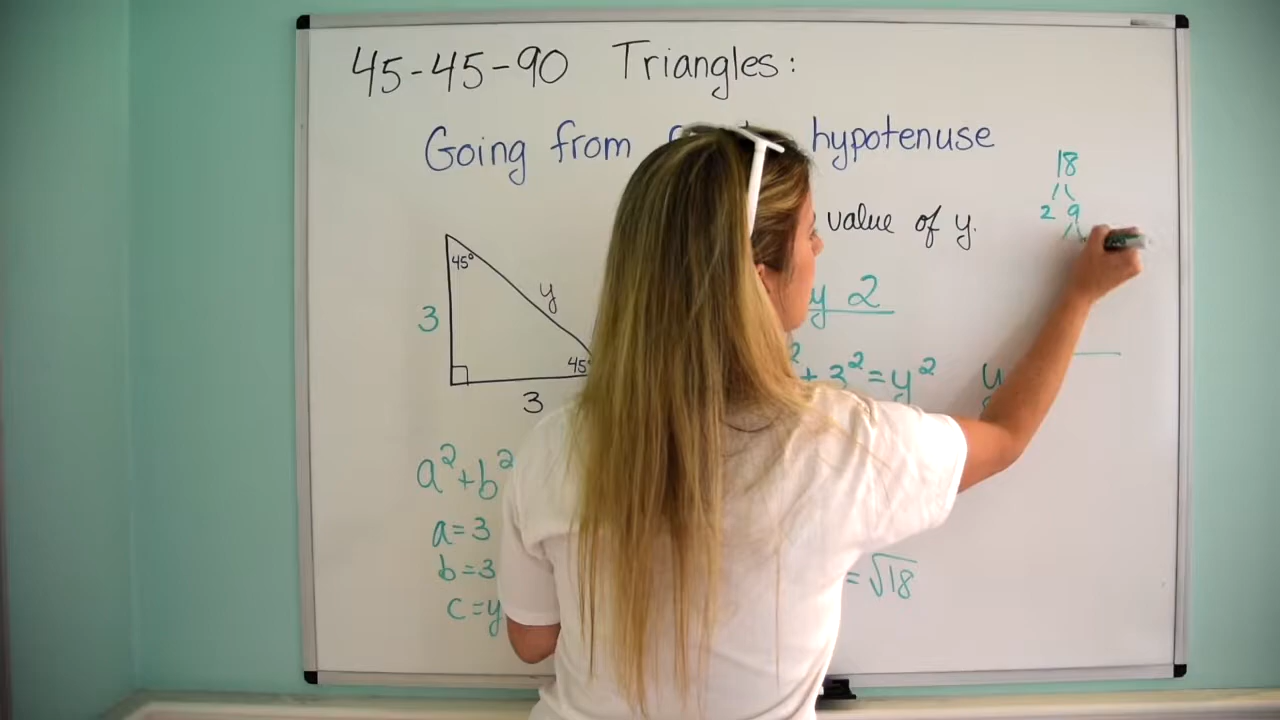 45-45-90 Triangles:
Going from hypotenuse
value of y.
18
2 9
45°
y
3
45°
3
y 2
+ 3² = y²
y
a² + b²
a = 3
b = 3
c = y
= √18